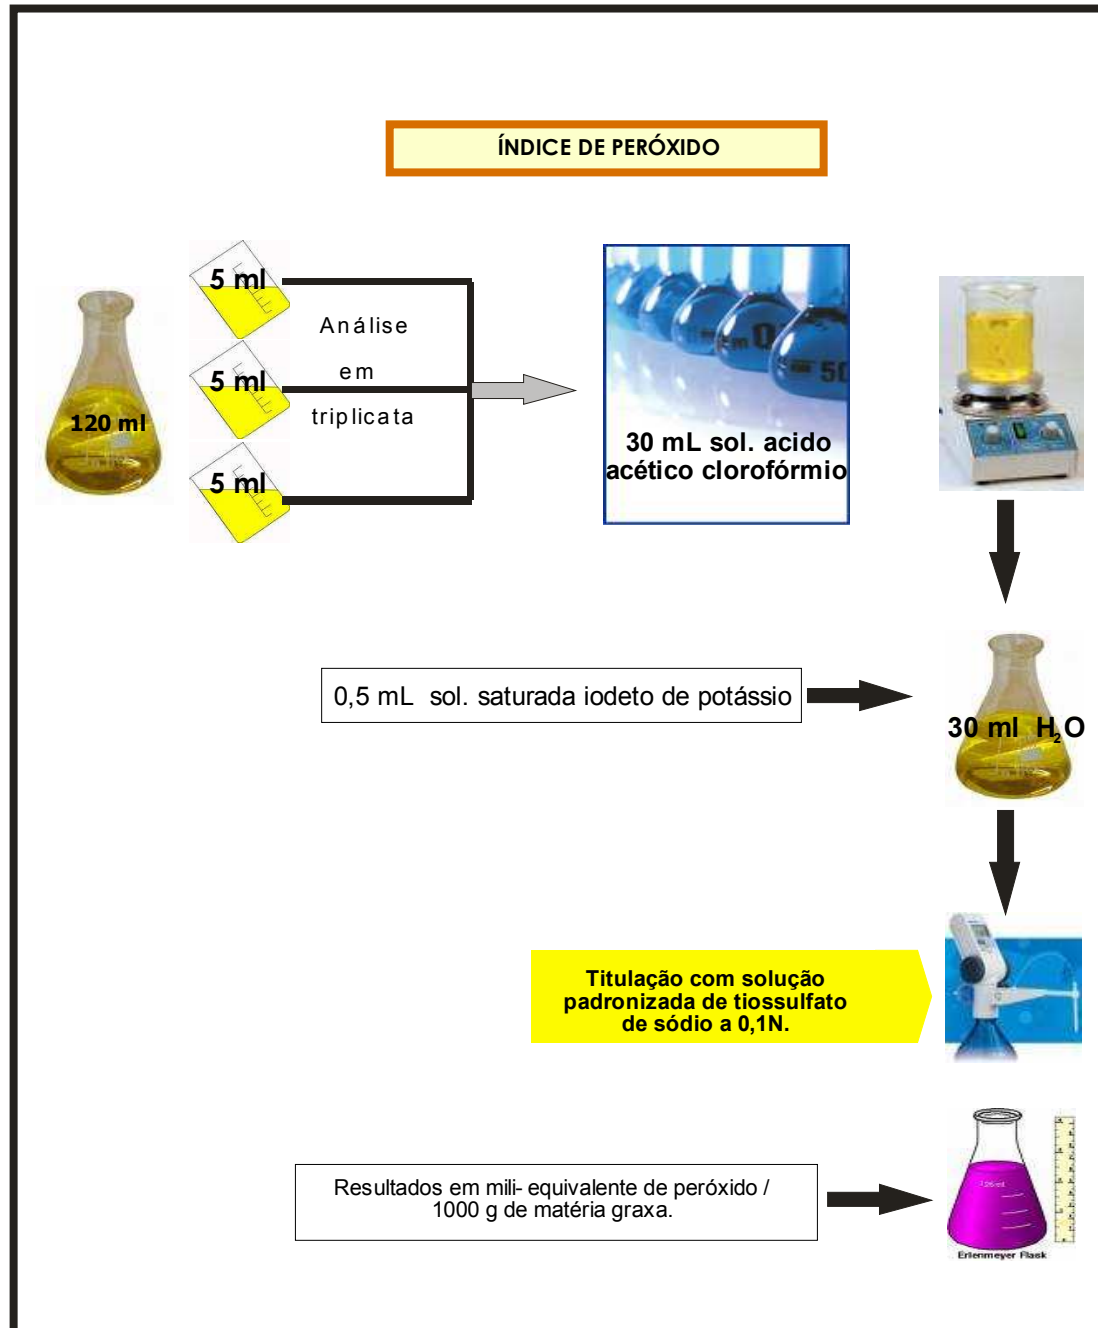 ÍNDICE DE PERÓXIDO
120 ml
5 ml
5 ml
5 ml
Análise
em
triplicata
30 mL sol. acido
acético clorofórmio
0,5 mL sol. saturada iodeto de potássio
30 ml H₂O
Titulação com solução
padronizada de tiossulfato
de sódio a 0,1N.
Resultados em mili- equivalente de peróxido /
1000 g de matéria graxa.
Erlenmeyer Flask